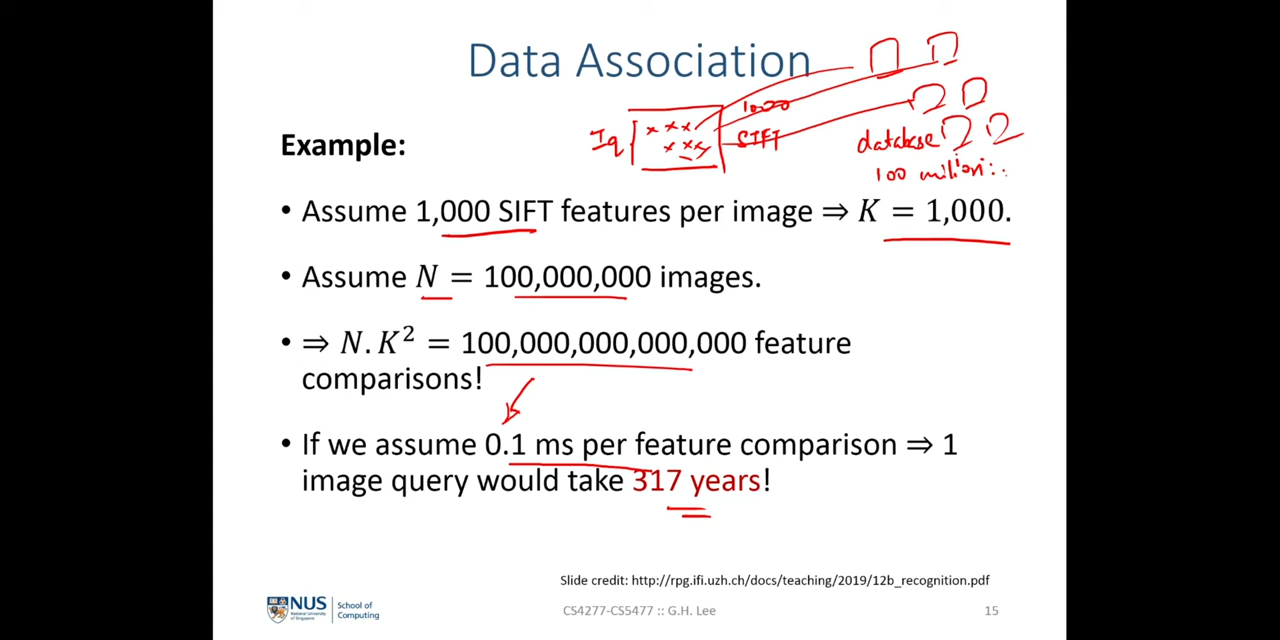 Data Association
Iq
1000
SIFT
database
100 million
Example:
• Assume 1,000 SIFT features per image ⇒ K = 1,000.
• Assume N = 100,000,000 images.
• ⇒ N.K² = 100,000,000,000,000 feature
comparisons!
• If we assume 0.1 ms per feature comparison ⇒ 1
image query would take 317 years!
Slide credit: http://rpg.ifi.uzh.ch/docs/teaching/2019/12b_recognition.pdf
NUS
National University
of Singapore
School of
Computing
CS4277-CS5477 :: G.H. Lee
15